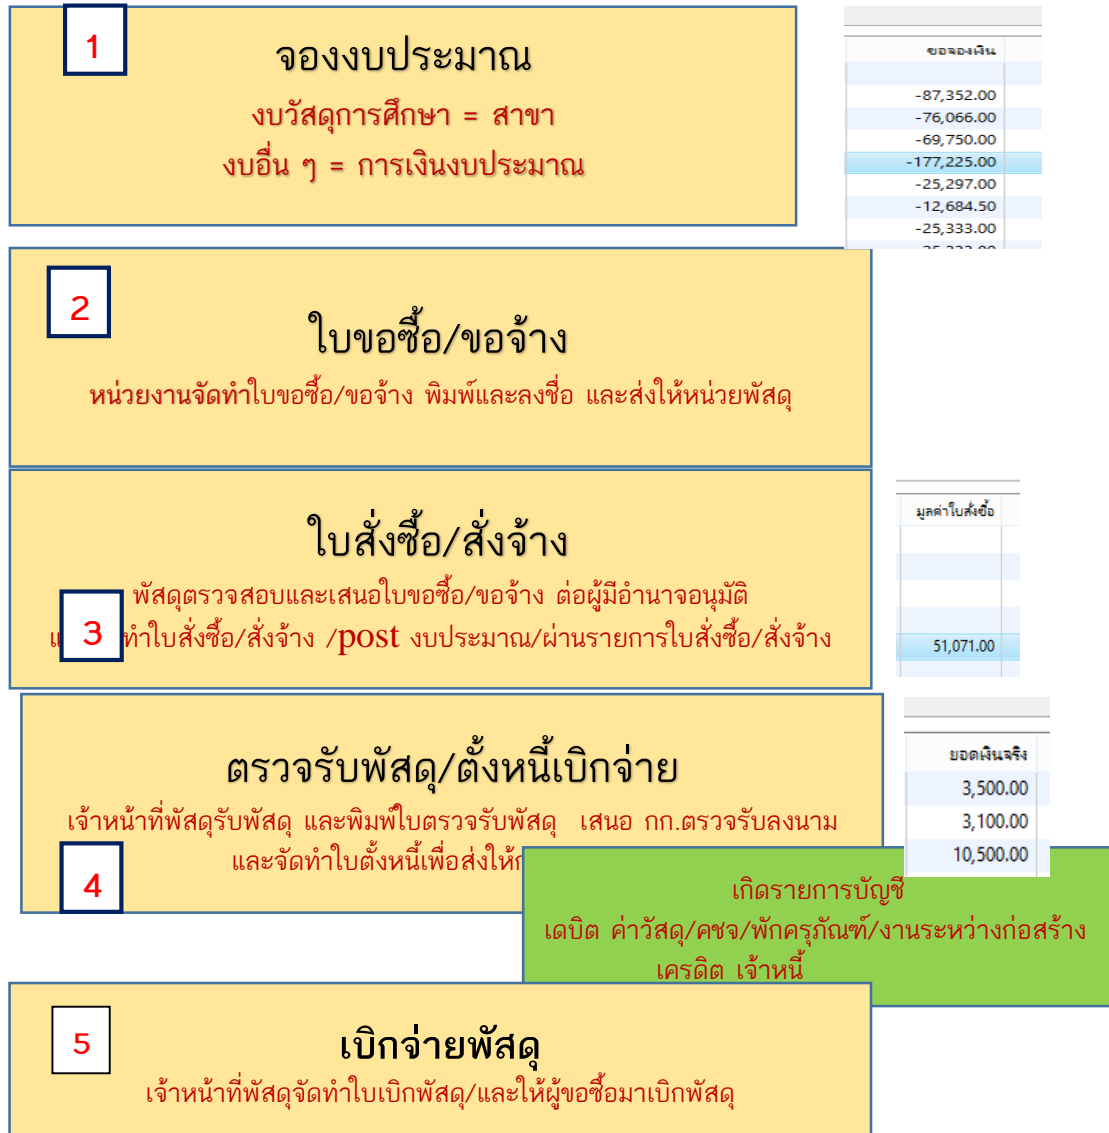 1
จองงบประมาณ
งบวัสดุการศึกษา = สาขา
งบอื่น ๆ = การเงินงบประมาณ
ขอจองเงิน
-87,352.00
-76,066.00
-69,750.00
-177,225.00
-25,297.00
-12,684.50
-25,333.00
2
ใบขอซื้อ/ขอจ้าง
หน่วยงานจัดทำใบขอซื้อ/ขอจ้าง พิมพ์และลงชื่อ และส่งให้หน่วยพัสดุ
3
ใบสั่งซื้อ/สั่งจ้าง
พัสดุตรวจสอบและเสนอใบขอซื้อ/ขอจ้าง ต่อผู้มีอำนาจอนุมัติ
ทำใบสั่งซื้อ/สั่งจ้าง /post งบประมาณ/ผ่านรายการใบสั่งซื้อ/สั่งจ้าง
มูลค่าใบสั่งซื้อ
51,071.00
4
ตรวจรับพัสดุ/ตั้งหนี้เบิกจ่าย
เจ้าหน้าที่พัสดุรับพัสดุ และพิมพ์ใบตรวจรับพัสดุ เสนอ กก.ตรวจรับลงนาม
และจัดทำใบตั้งหนี้เพื่อส่งให้
ยอดเงินจริง
3,500.00
3,100.00
10,500.00
เกิดรายการบัญชี
เดบิต ค่าวัสดุ/คชจ/พักครุภัณฑ์/งานระหว่างก่อสร้าง
เครดิต เจ้าหนี้
5
เบิกจ่ายพัสดุ
เจ้าหน้าที่พัสดุจัดทำใบเบิกพัสดุ/และให้ผู้ขอซื้อมาเบิกพัสดุ